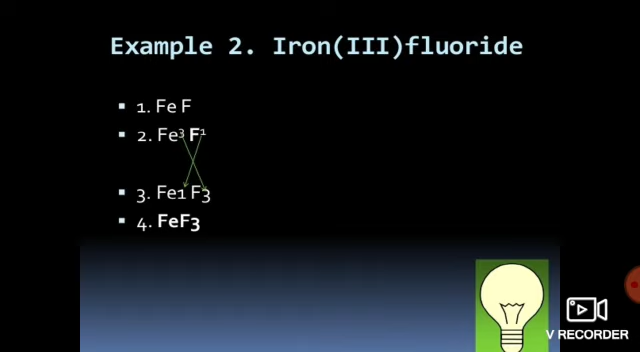 Example 2. Iron(III)fluoride
▪ 1. Fe F
▪ 2. Fe³ F¹
▪ 3. Fe1 F3
▪ 4. FeF3
V RECORDER